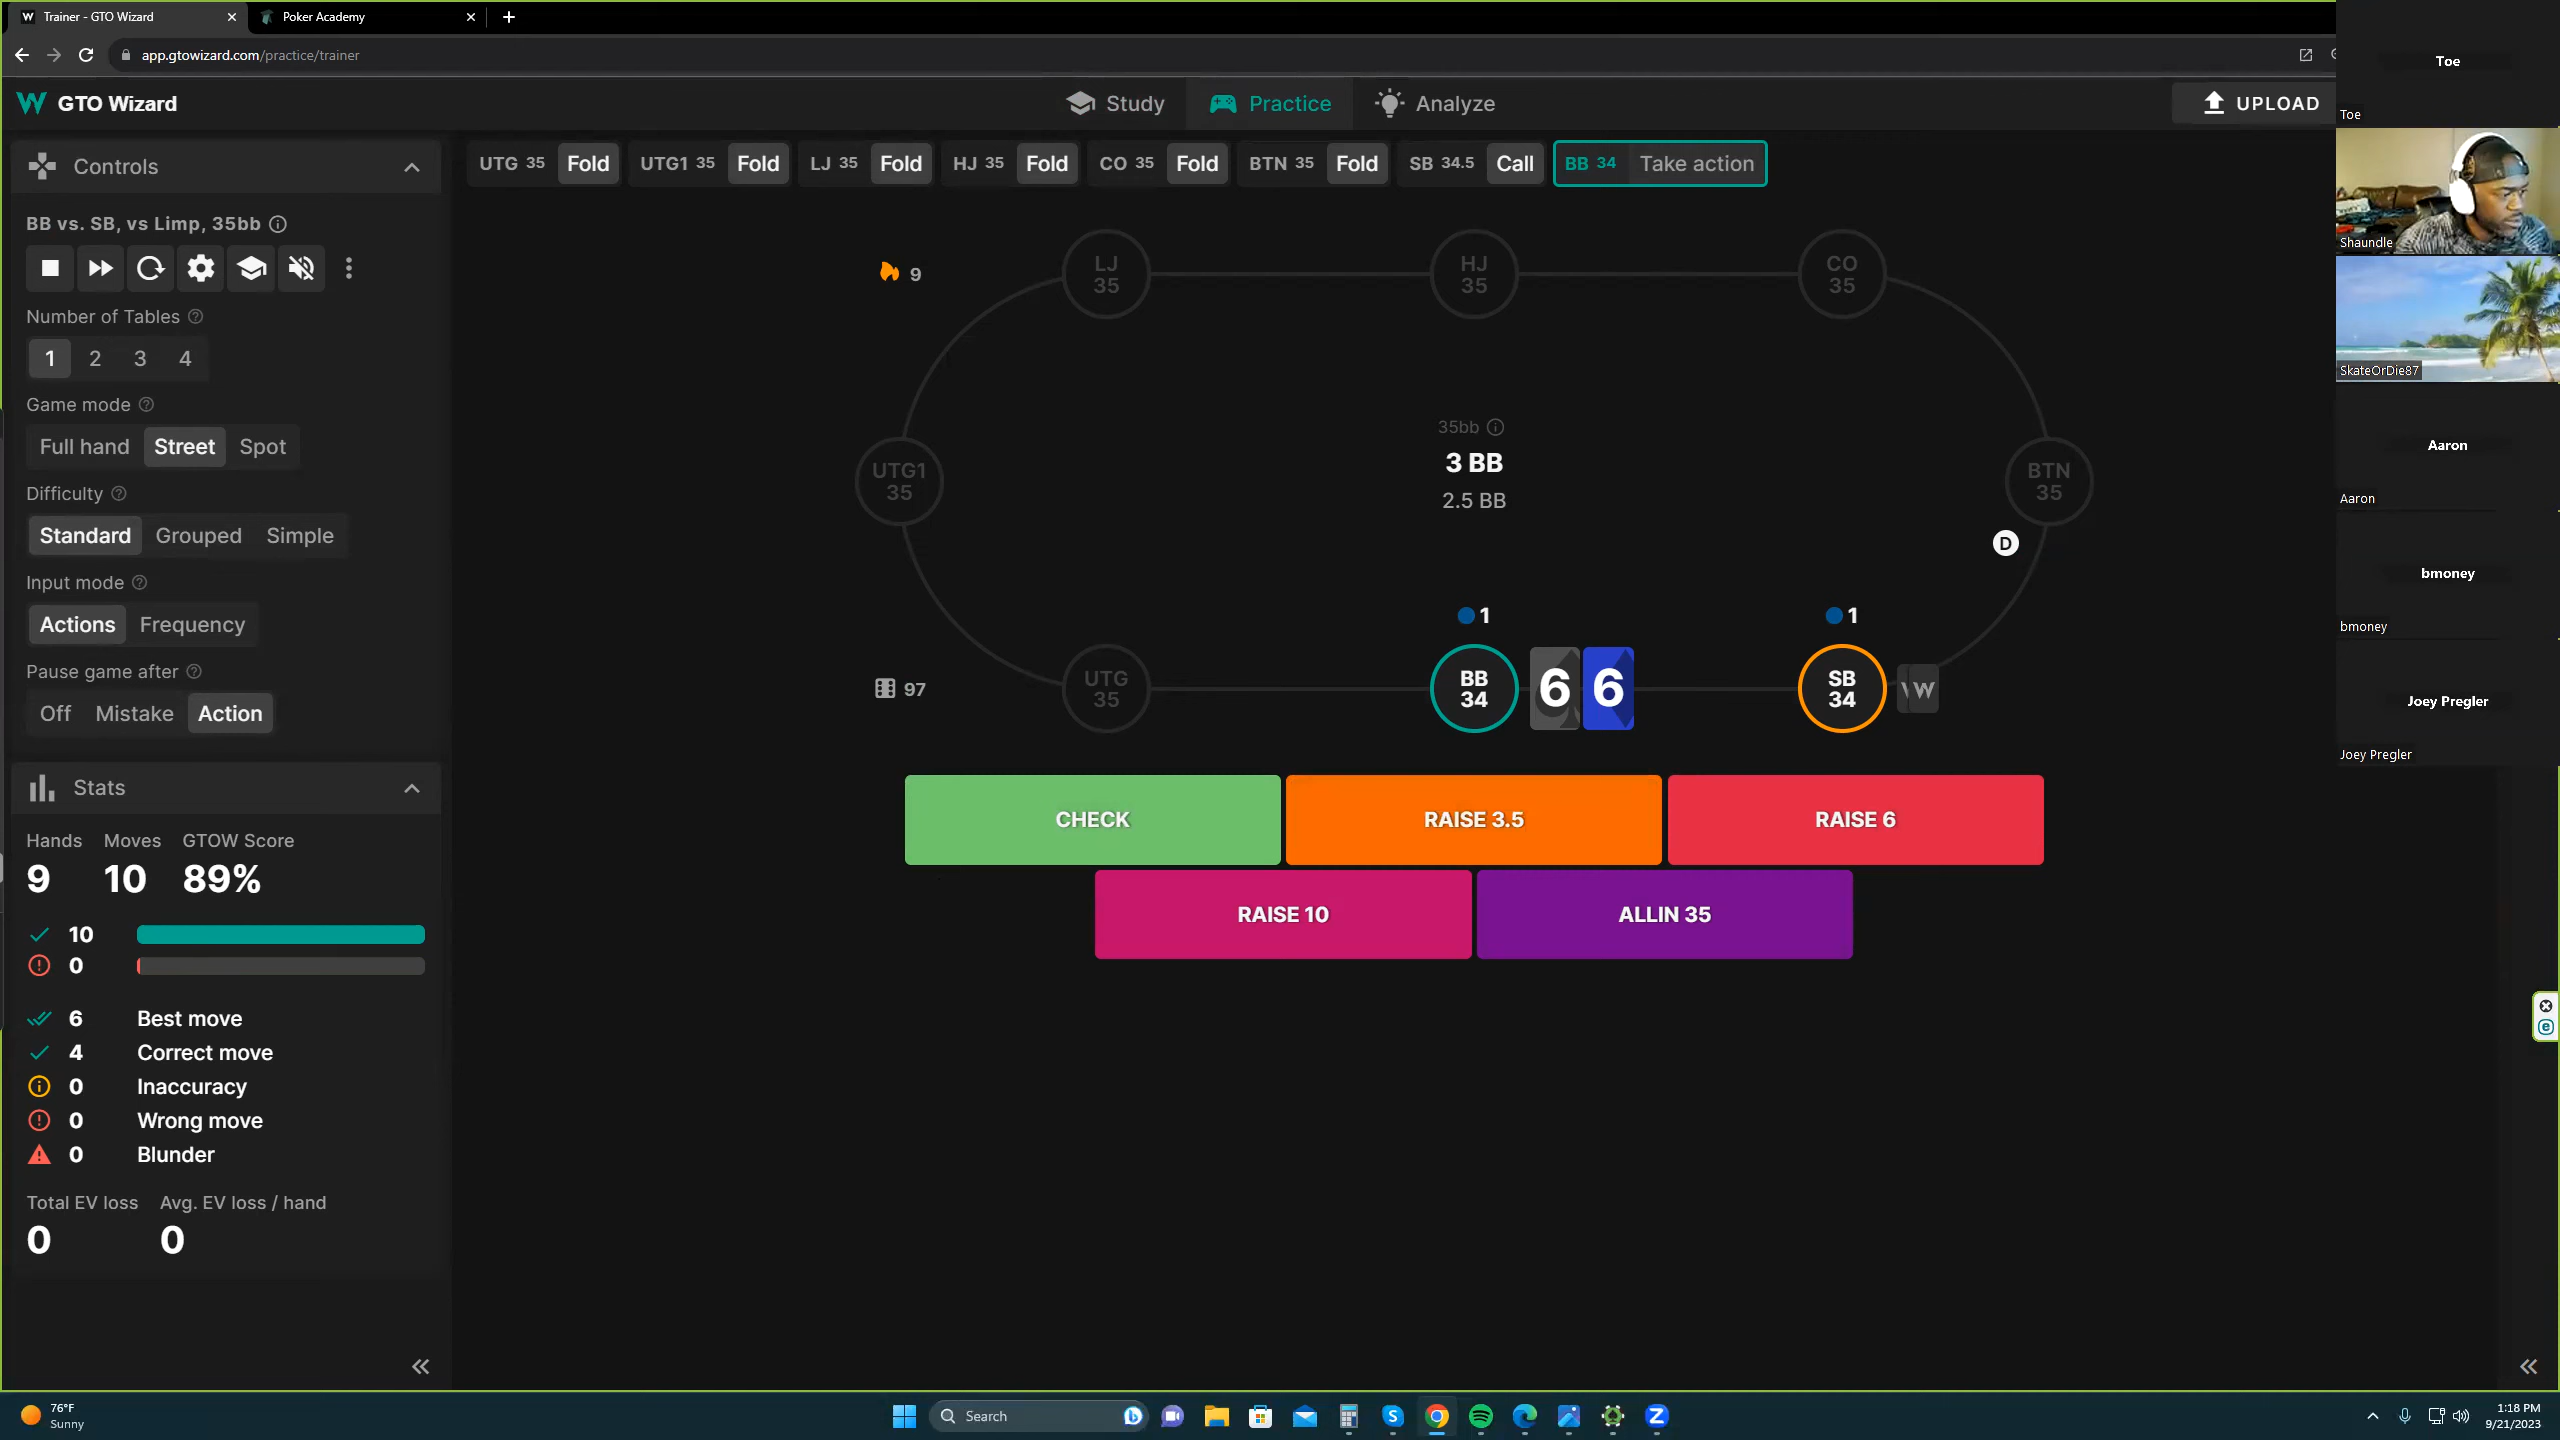 Trainer - GTO Wizard
Poker Academy
app.gtowizard.com/practice/trainer
GTO Wizard
Study
Practice
Analyze
UPLOAD
Controls
UTG 35 Fold
UTG1 35 Fold
LJ 35 Fold
HJ 35 Fold
CO 35 Fold
BTN 35 Fold
SB 34.5 Call
BB 34 Take action
BB vs. SB, vs Limp, 35bb
Number of Tables
1 2 3 4
Game mode
Full hand Street Spot
Difficulty
Standard Grouped Simple
Input mode
Actions Frequency
Pause game after
Off Mistake Action
Stats
Hands Moves GTOW Score
9 10 89%
10
0
6 Best move
4 Correct move
0 Inaccuracy
0 Wrong move
0 Blunder
Total EV loss Avg. EV loss / hand
0 0
9
LJ
35
HJ
35
CO
35
UTG1
35
35bb
3 BB
2.5 BB
BTN
35
D
1
1
97
UTG
35
BB
34
6 6
SB
34
W
CHECK
RAISE 3.5
RAISE 6
RAISE 10
ALLIN 35
Toe
Toe
Shaundle
SkateOrDie87
Aaron
Aaron
bmoney
bmoney
Joey Pregler
Joey Pregler
76°F
Sunny
Search
1:18 PM
9/21/2023